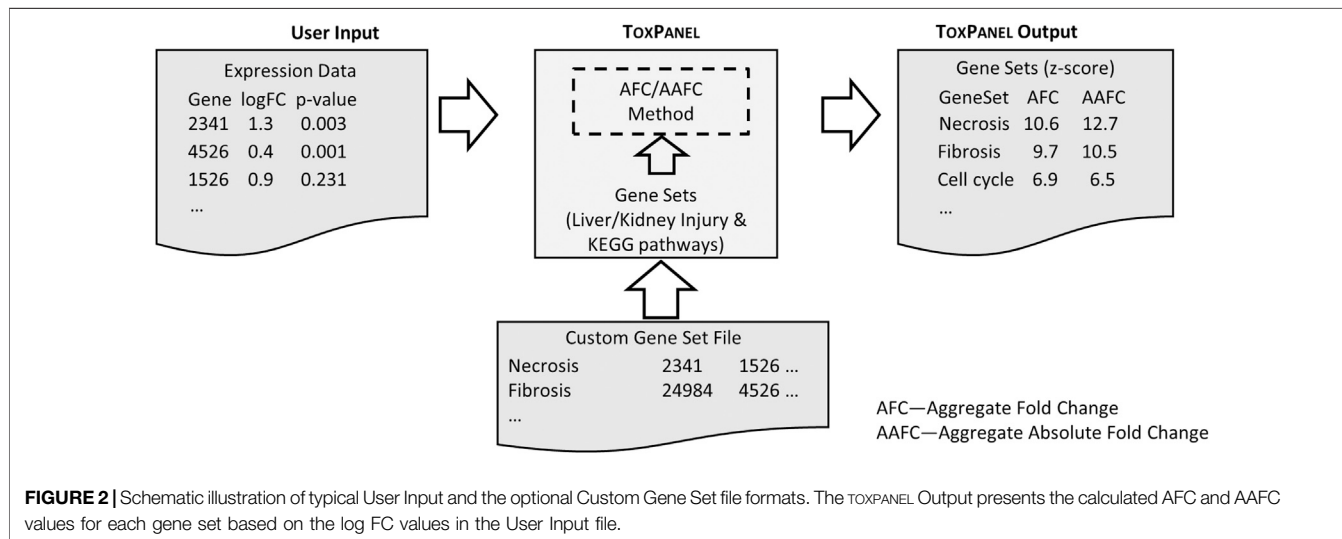 User Input
Expression Data
Gene logFC p-value
2341 1.3 0.003
4526 0.4 0.001
1526 0.9 0.231
...
TOXPANEL
AFC/AAFC
Method
Gene Sets
(Liver/Kidney Injury &
KEGG pathways)
TOXPANEL Output
Gene Sets (z-score)
GeneSet AFC AAFC
Necrosis 10.6 12.7
Fibrosis 9.7 10.5
Cell cycle 6.9 6.5
...
Custom Gene Set File
Necrosis 2341 1526 ...
Fibrosis 24984 4526 ...
...
AFC—Aggregate Fold Change
AAFC—Aggregate Absolute Fold Change
FIGURE 2 | Schematic illustration of typical User Input and the optional Custom Gene Set file formats. The TOXPANEL Output presents the calculated AFC and AAFC
values for each gene set based on the log FC values in the User Input file.